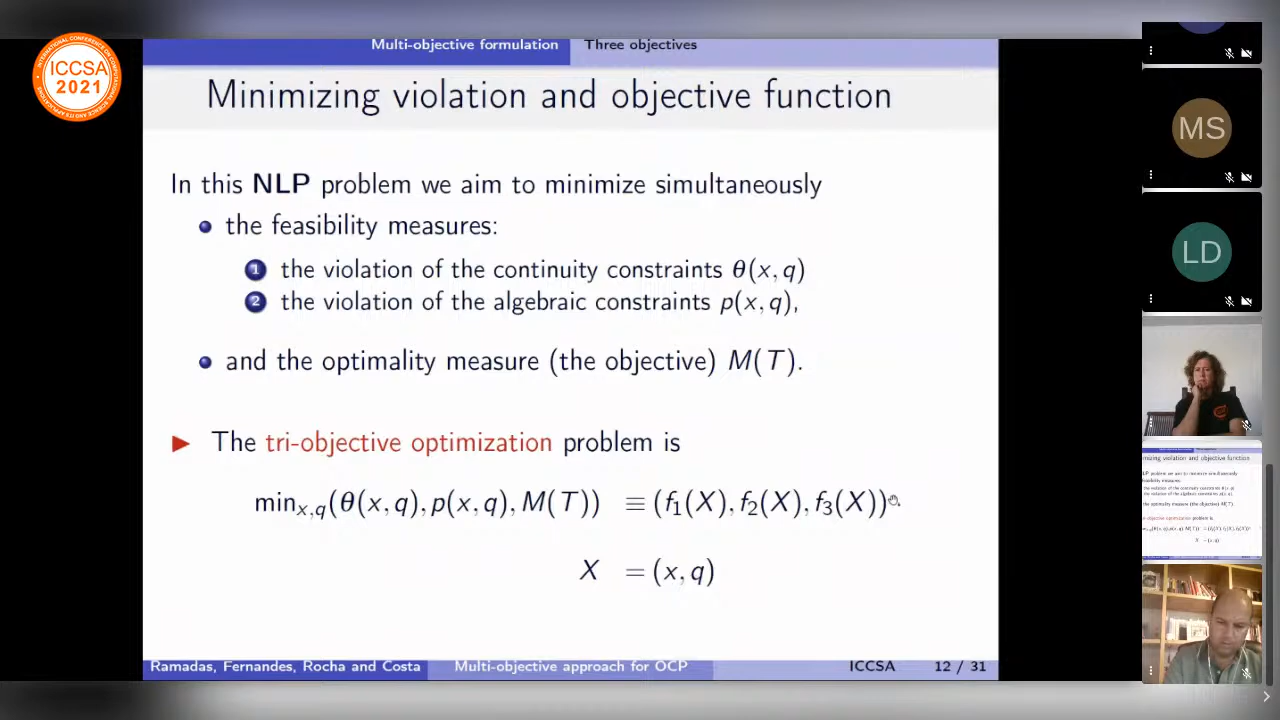 Multi-objective formulation Three objectives
ICCSA
2021
Minimizing violation and objective function
In this NLP problem we aim to minimize simultaneously
the feasibility measures:
1 the violation of the continuity constraints θ(x, q)
2 the violation of the algebraic constraints p(x, q),
and the optimality measure (the objective) M(T).
The tri-objective optimization problem is
min_{x,q}(θ(x, q), p(x, q), M(T)) ≡ (f₁(X), f₂(X), f₃(X))
X = (x, q)
Ramadas, Fernandes, Rocha and Costa Multi-objective approach for OCP ICCSA 12 / 31
MS
LD